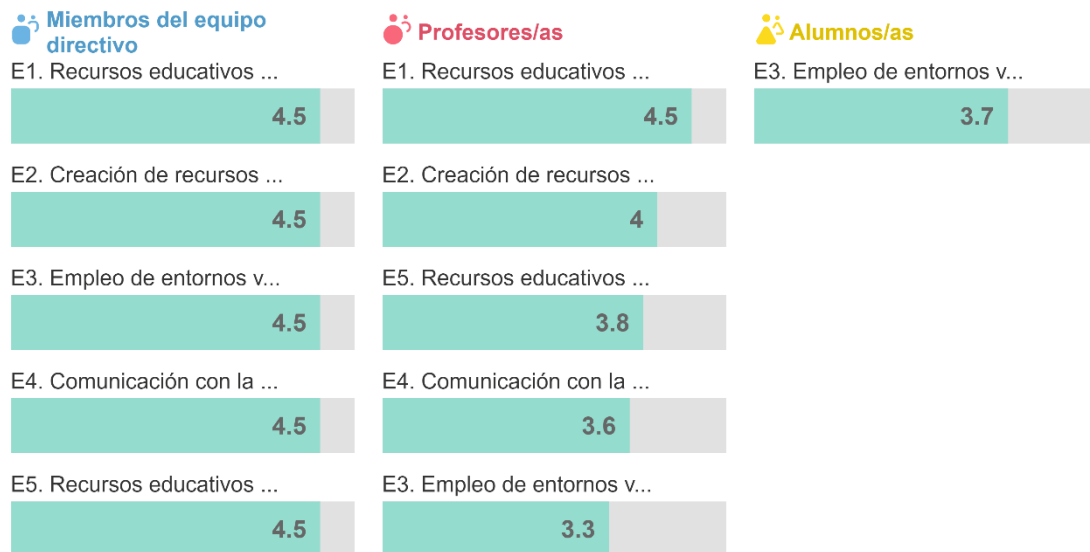 Miembros del equipo
directivo
E1. Recursos educativos ...
4.5
E2. Creación de recursos ...
4.5
E3. Empleo de entornos v...
4.5
E4. Comunicación con la ...
4.5
E5. Recursos educativos ...
4.5
Profesores/as
E1. Recursos educativos ...
4.5
E2. Creación de recursos ...
4
E5. Recursos educativos ...
3.8
E4. Comunicación con la ...
3.6
E3. Empleo de entornos v...
3.3
Alumnos/as
E3. Empleo de entornos v...
3.7